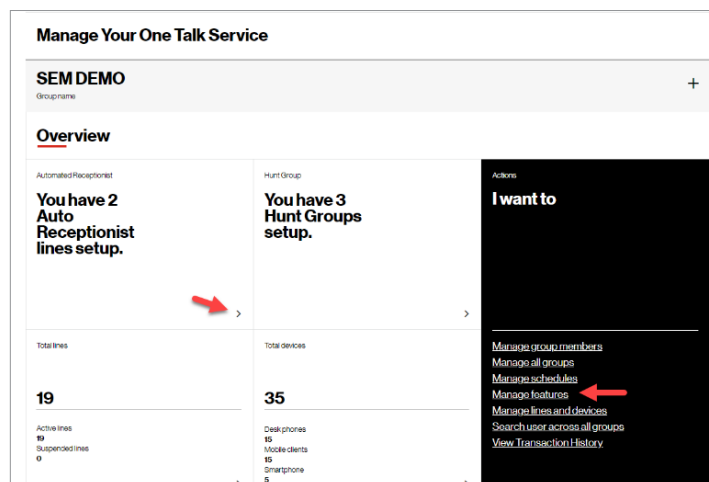 Manage Your One Talk Service
SEM DEMO
Group name
Overview
Automated Receptionist
You have 2
Auto
Receptionist
lines setup.
Hunt Group
You have 3
Hunt Groups
setup.
Actions
I want to
Total lines
19
Active lines
19
Suspended lines
0
Total devices
35
Desk phones
15
Mobile clients
15
Smartphone
5
Manage group members
Manage all groups
Manage schedules
Manage features
Manage lines and devices
Search user across all groups
View Transaction History